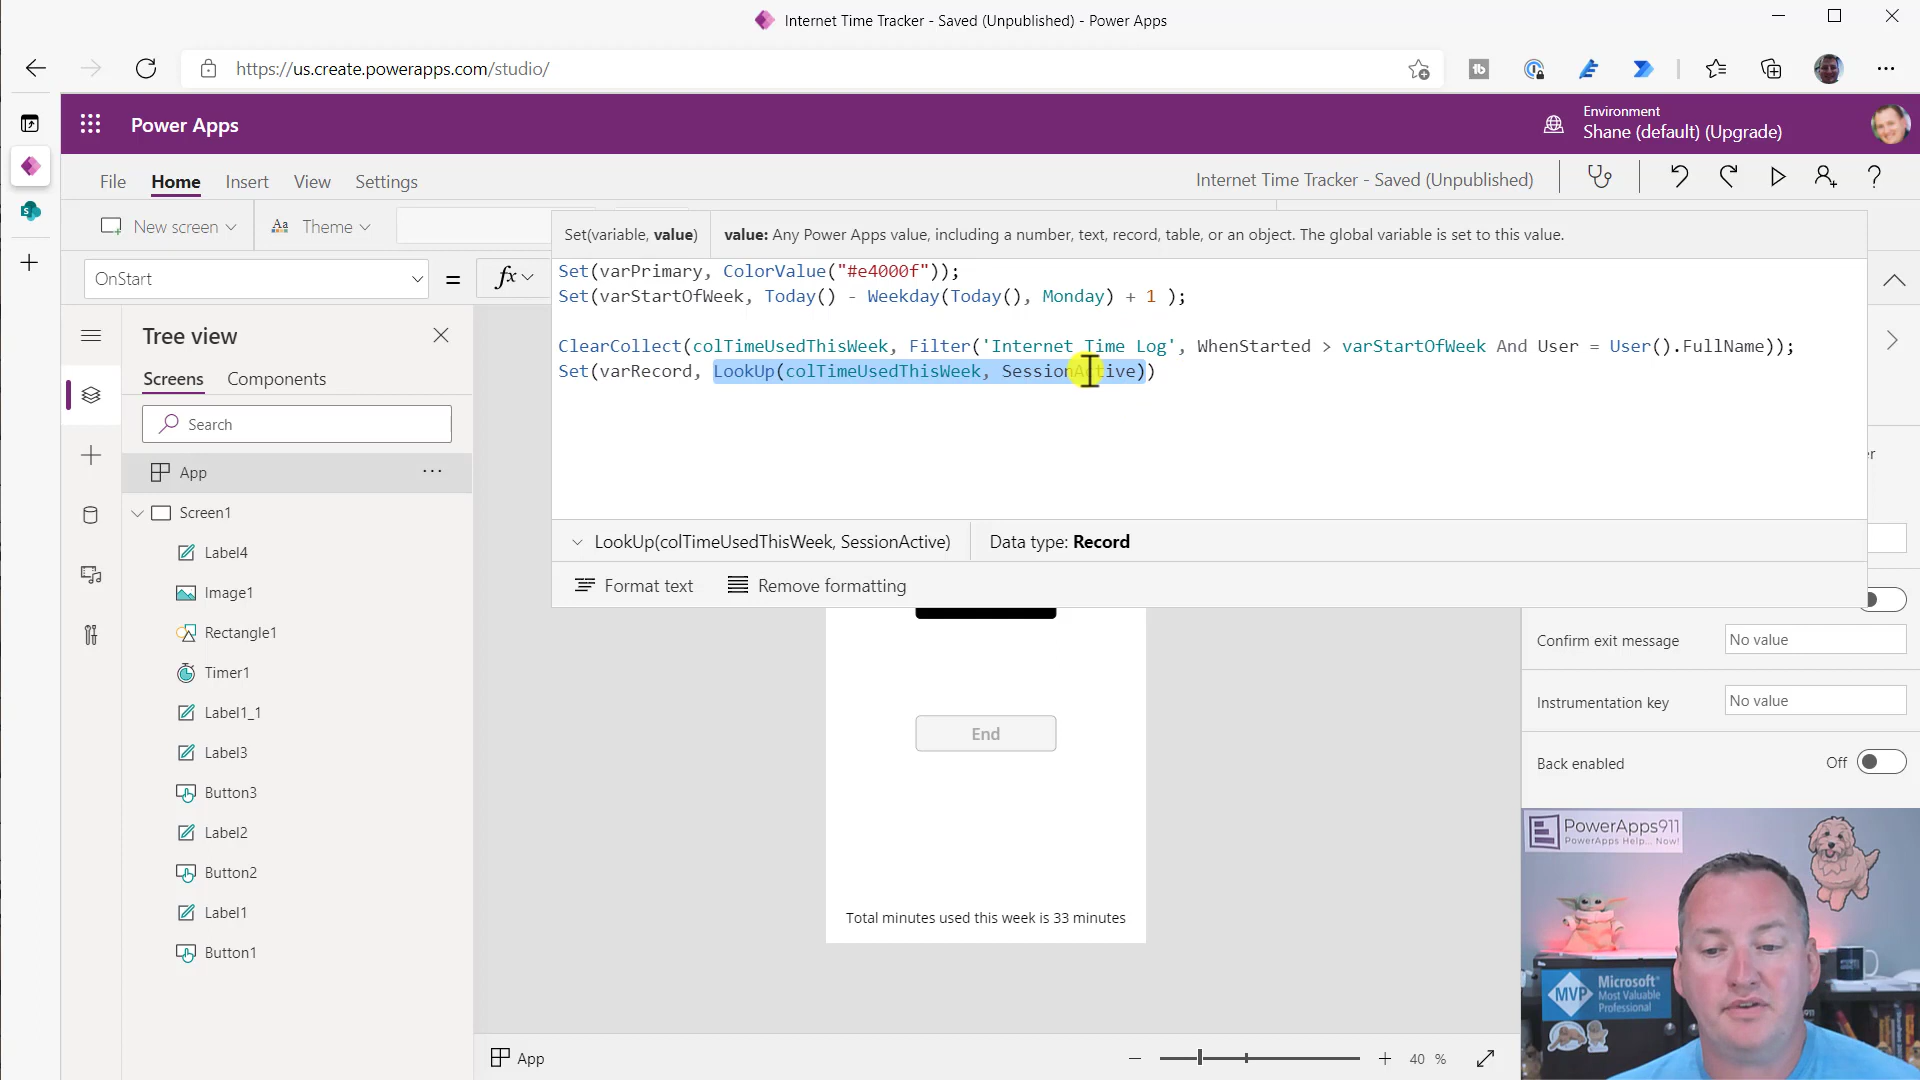 Internet Time Tracker - Saved (Unpublished) - Power Apps
https://us.create.powerapps.com/studio/
Power Apps
Environment
Shane (default) (Upgrade)
File Home Insert View Settings
Internet Time Tracker - Saved (Unpublished)
New screen
Theme
Set(variable, value)
value: Any Power Apps value, including a number, text, record, table, or an object. The global variable is set to this value.
OnStart
=
fx
Set(varPrimary, ColorValue("#e4000f"));
Set(varStartOfWeek, Today() - Weekday(Today(), Monday) + 1 );
ClearCollect(colTimeUsedThisWeek, Filter('Internet Time Log', WhenStarted > varStartOfWeek And User = User().FullName));
Set(varRecord, LookUp(colTimeUsedThisWeek, SessionActive))
LookUp(colTimeUsedThisWeek, SessionActive)
Data type: Record
Format text
Remove formatting
Tree view
Screens
Components
Search
App
Screen1
Label4
Image1
Rectangle1
Timer1
Label1_1
Label3
Button3
Label2
Button2
Label1
Button1
End
Total minutes used this week is 33 minutes
Confirm exit message
No value
Instrumentation key
No value
Back enabled
Off
PowerApps911
PowerApps Help... Now!
MVP
Microsoft
Most Valuable
Professional
App
40 %